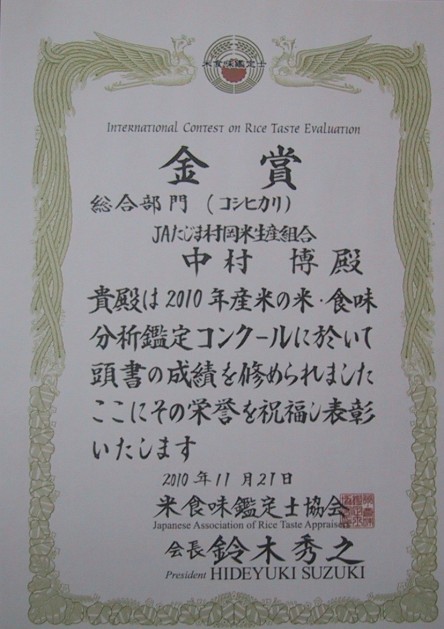 米食味鑑定士
INTERNATIONAL CONTEST ON RICE TASTE EVALUATION
金賞
総合部門（コシヒカリ）
JAたじま村岡米生産組合
中村 博 殿
貴殿は2010年産米の米・食味
分析鑑定コンクールに於いて
頭書の成績を修められました
ここにその栄誉を祝福し表彰
いたします
2010年11月21日
米食味鑑定士協会
Japanese Association of Rice Taste Appraisers
会長 鈴木秀之
President HIDEYUKI SUZUKI